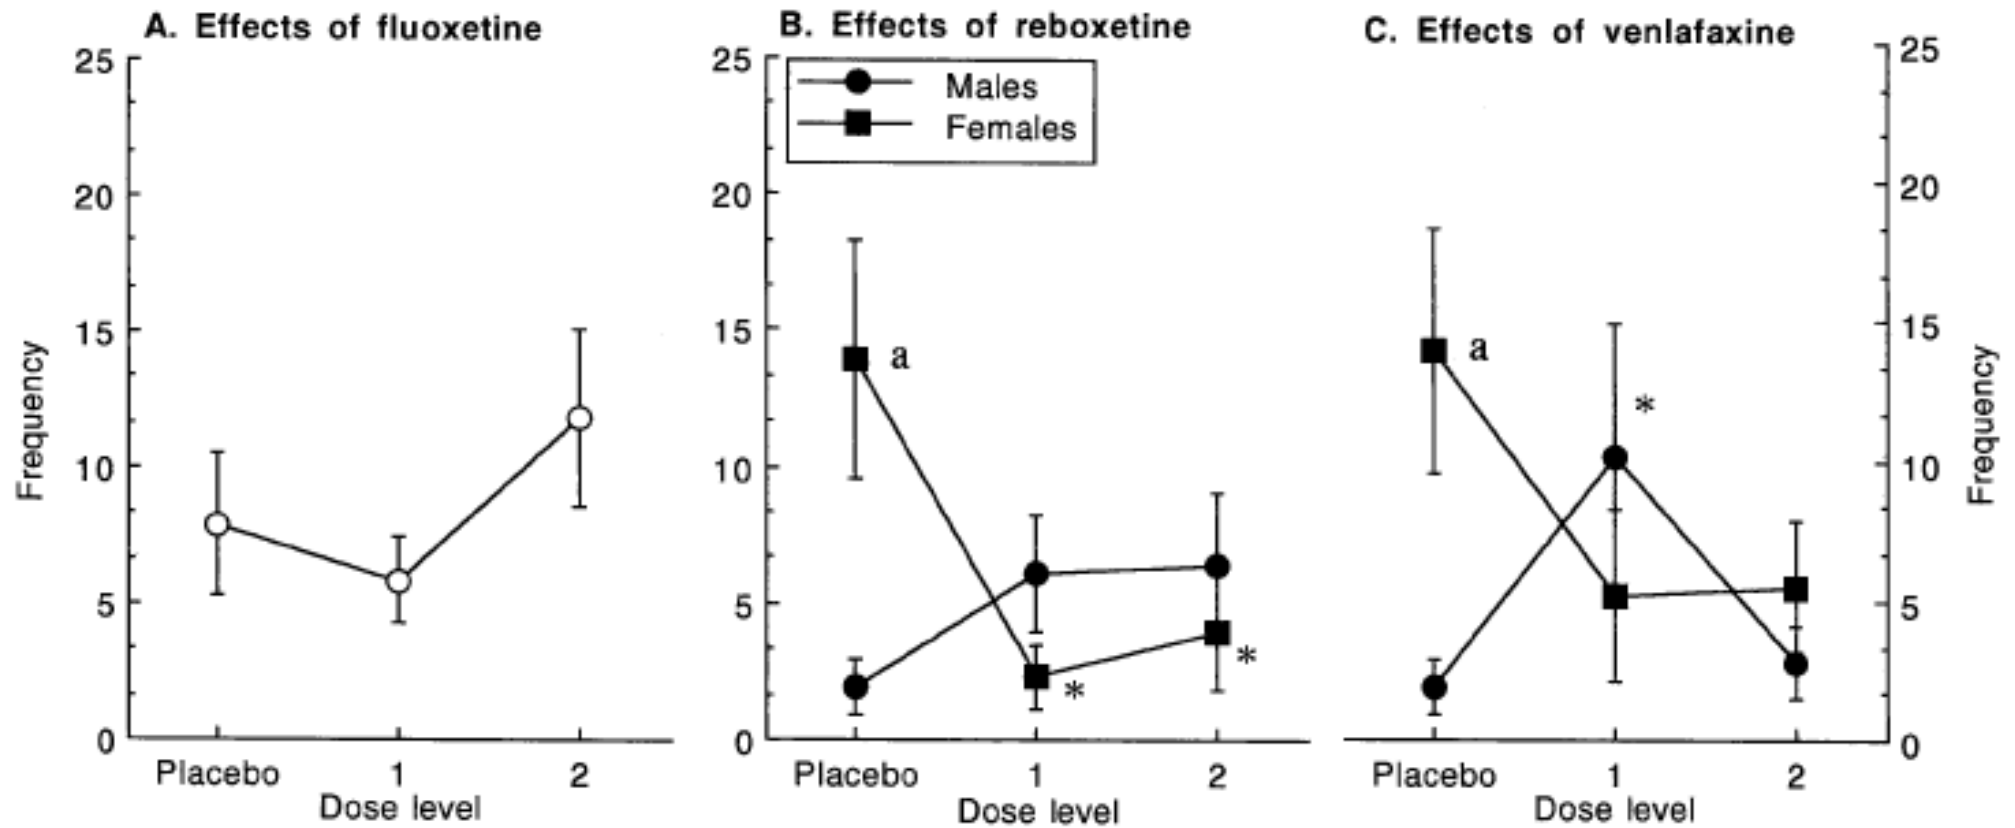 A. Effects of fluoxetine
25
20
15
10
5
0
Frequency
Placebo 1 2
Dose level
B. Effects of reboxetine
Males
Females
25
20
15
10
5
0
a
*
*
Placebo 1 2
Dose level
C. Effects of venlafaxine
25
20
15
10
5
0
Frequency
a
*
Placebo 1 2
Dose level